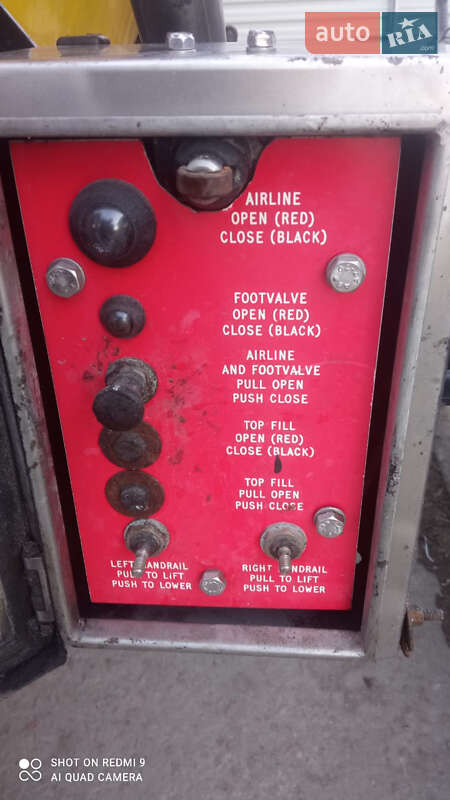 auto RIA.com
AIRLINE
OPEN (RED)
CLOSE (BLACK)
FOOTVALVE
OPEN (RED)
CLOSE (BLACK)
AIRLINE
AND FOOTVALVE
PULL OPEN
PUSH CLOSE
TOP FILL
OPEN (RED)
CLOSE (BLACK)
TOP FILL
PULL OPEN
PUSH CLOSE
LEFT HANDRAIL
PULL TO LIFT
PUSH TO LOWER
RIGHT HANDRAIL
PULL TO LIFT
PUSH TO LOWER
SHOT ON REDMI 9
AI QUAD CAMERA